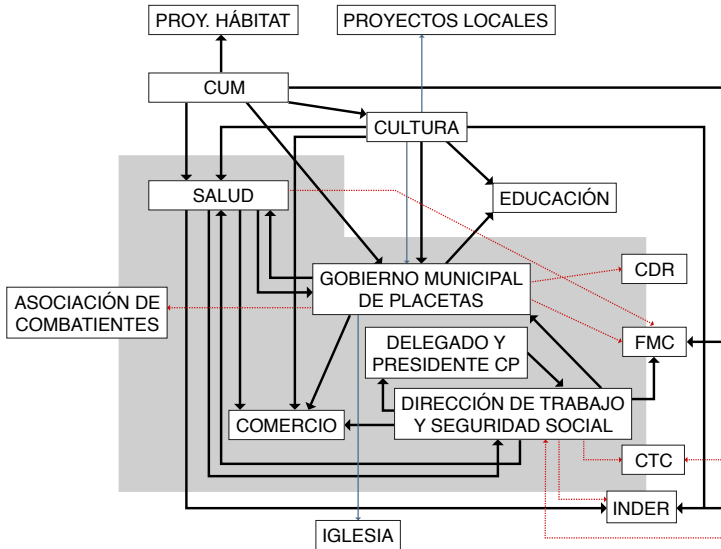 PROY. HÁBITAT
PROYECTOS LOCALES
CUM
CULTURA
SALUD
EDUCACIÓN
GOBIERNO MUNICIPAL
DE PLACETAS
CDR
ASOCIACIÓN DE
COMBATIENTES
DELEGADO Y
PRESIDENTE CP
FMC
DIRECCIÓN DE TRABAJO
Y SEGURIDAD SOCIAL
COMERCIO
CTC
INDER
IGLESIA